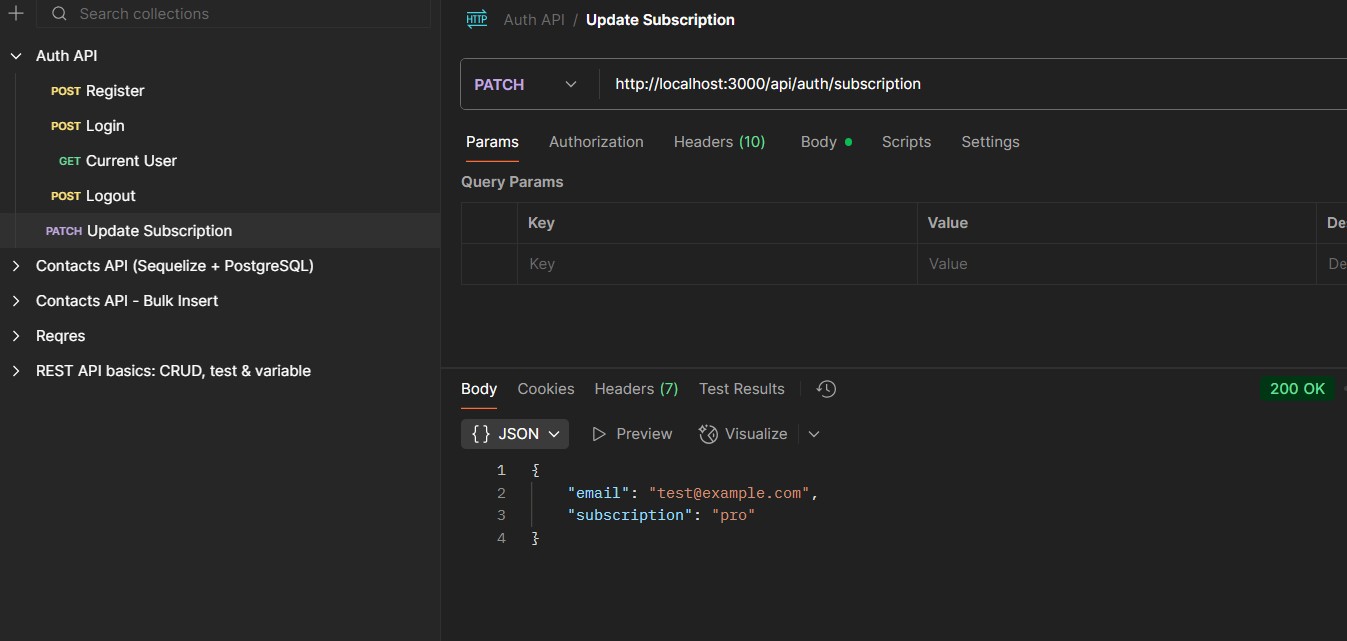 Search collections
Auth API
POST Register
POST Login
GET Current User
POST Logout
PATCH Update Subscription
Contacts API (Sequelize + PostgreSQL)
Contacts API - Bulk Insert
Reqres
REST API basics: CRUD, test & variable
HTTP Auth API / Update Subscription
PATCH http://localhost:3000/api/auth/subscription
Params Authorization Headers (10) Body Scripts Settings
Query Params
Key Value
Key Value
Body Cookies Headers (7) Test Results 200 OK
{} JSON Preview Visualize
1 {
2 "email": "test@example.com",
3 "subscription": "pro"
4 }